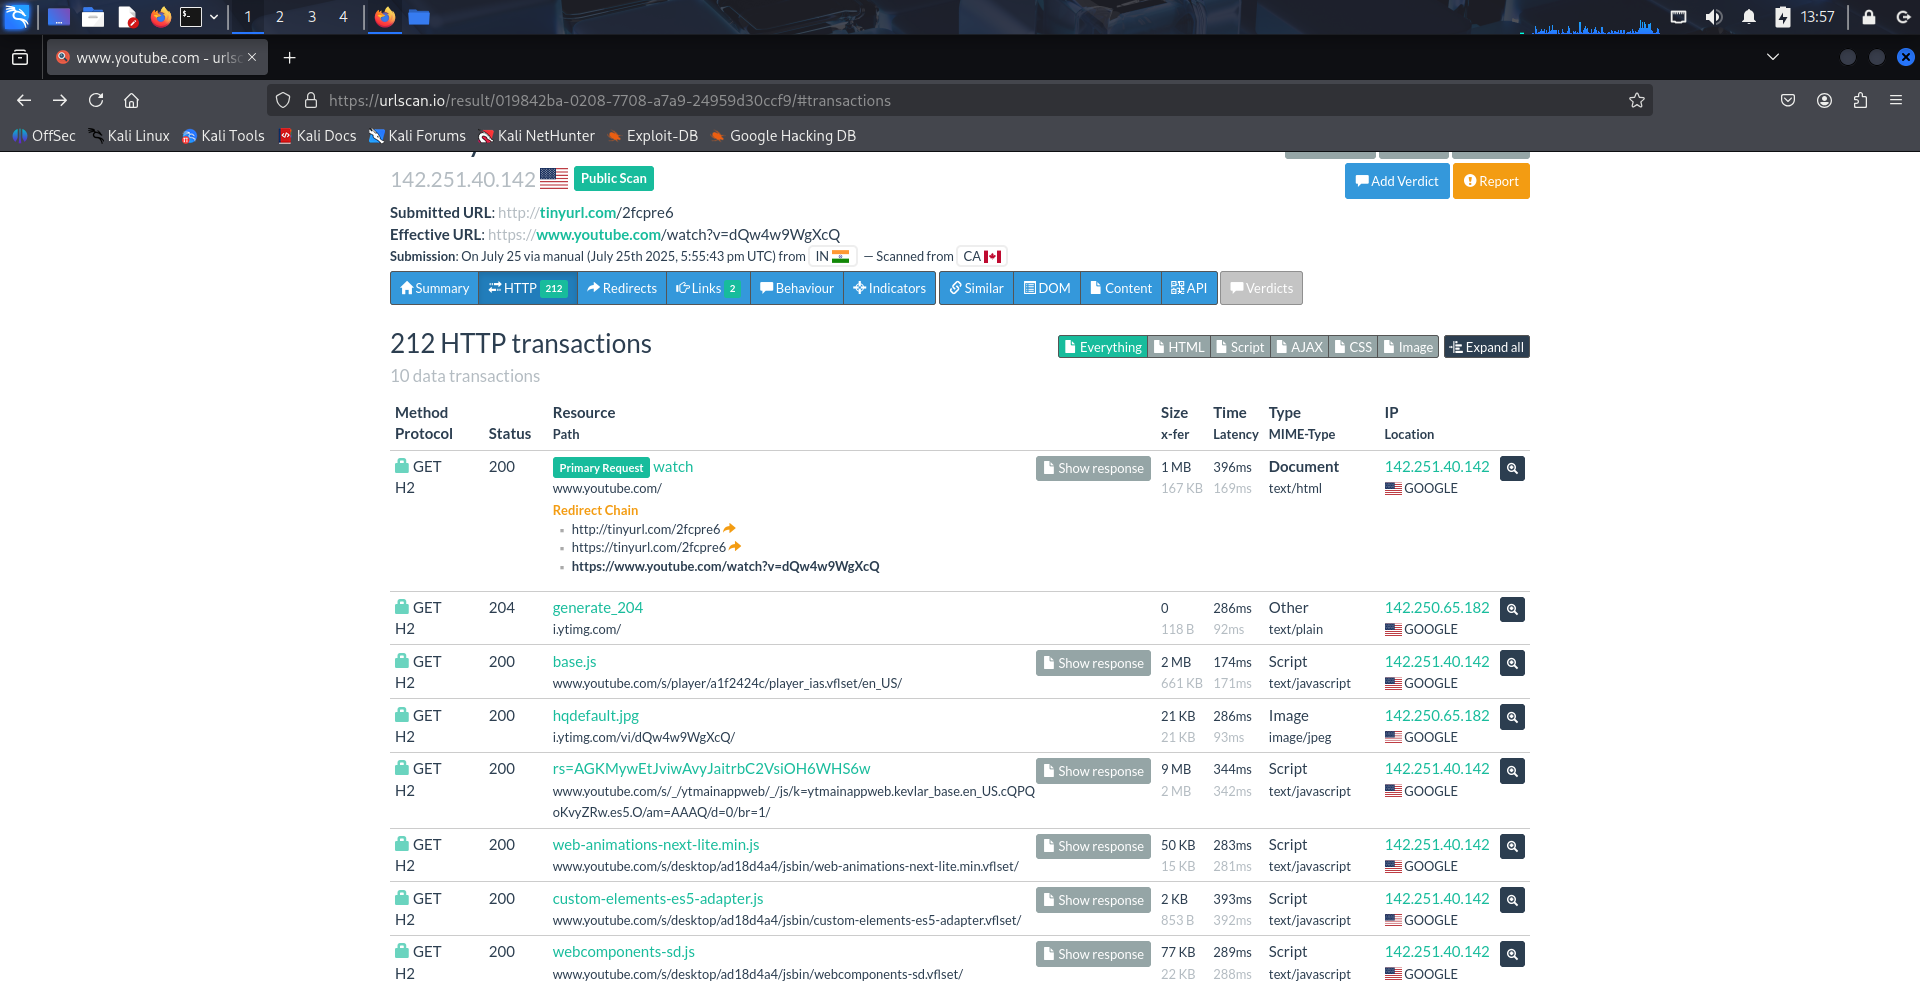 1 2 3 4 13:57
www.youtube.com - urlsc
https://urlscan.io/result/019842ba-0208-7708-a7a9-24959d30ccf9/#transactions
OffSec Kali Linux Kali Tools Kali Docs Kali Forums Kali NetHunter Exploit-DB Google Hacking DB
142.251.40.142 Public Scan Add Verdict Report
Submitted URL: http://tinyurl.com/2fcpre6
Effective URL: https://www.youtube.com/watch?v=dQw4w9WgXcQ
Submission: On July 25 via manual (July 25th 2025, 5:55:43 pm UTC) from IN — Scanned from CA
Summary HTTP 212 Redirects Links 2 Behaviour Indicators Similar DOM Content API Verdicts
212 HTTP transactions Everything HTML Script AJAX CSS Image Expand all
10 data transactions
Method Resource Size Time Type IP
Protocol Status Path x-fer Latency MIME-Type Location
GET 200 Primary Request watch Show response 1 MB 396ms Document 142.251.40.142
H2 www.youtube.com/ 167 KB 169ms text/html GOOGLE
Redirect Chain
http://tinyurl.com/2fcpre6
https://tinyurl.com/2fcpre6
https://www.youtube.com/watch?v=dQw4w9WgXcQ
GET 204 generate_204 0 286ms Other 142.250.65.182
H2 i.ytimg.com/ 118 B 92ms text/plain GOOGLE
GET 200 base.js Show response 2 MB 174ms Script 142.251.40.142
H2 www.youtube.com/s/player/a1f2424c/player_ias.vflset/en_US/ 661 KB 171ms text/javascript GOOGLE
GET 200 hqdefault.jpg 21 KB 286ms Image 142.250.65.182
H2 i.ytimg.com/vi/dQw4w9WgXcQ/ 21 KB 93ms image/jpeg GOOGLE
GET 200 rs=AGKMywEtJviwAvyJaitrbC2VsiOH6WHS6w Show response 9 MB 344ms Script 142.251.40.142
H2 www.youtube.com/s/_/ytmainappweb/_/js/k=ytmainappweb.kevlar_base.en_US.cQPQ 2 MB 342ms text/javascript GOOGLE
oKvyZRw.es5.O/am=AAAQ/d=0/br=1/
GET 200 web-animations-next-lite.min.js Show response 50 KB 283ms Script 142.251.40.142
H2 www.youtube.com/s/desktop/ad18d4a4/jsbin/web-animations-next-lite.min.vflset/ 15 KB 281ms text/javascript GOOGLE
GET 200 custom-elements-es5-adapter.js Show response 2 KB 393ms Script 142.251.40.142
H2 www.youtube.com/s/desktop/ad18d4a4/jsbin/custom-elements-es5-adapter.vflset/ 853 B 392ms text/javascript GOOGLE
GET 200 webcomponents-sd.js Show response 77 KB 289ms Script 142.251.40.142
H2 www.youtube.com/s/desktop/ad18d4a4/jsbin/webcomponents-sd.vflset/ 22 KB 288ms text/javascript GOOGLE